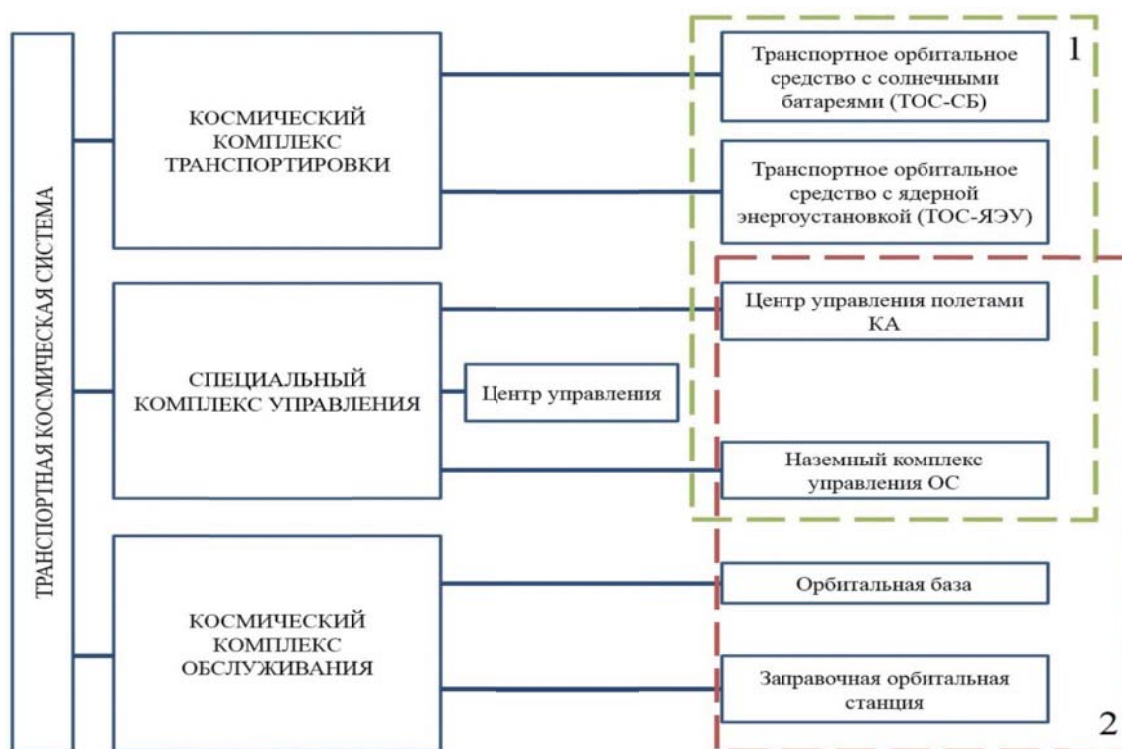 ТРАНСПОРТНАЯ КОСМИЧЕСКАЯ СИСТЕМА
КОСМИЧЕСКИЙ
КОМПЛЕКС
ТРАНСПОРТИРОВКИ
Транспортное орбитальное
средство с солнечными
батареями (ТОС-СБ)
1
Транспортное орбитальное
средство с ядерной
энергоустановкой (ТОС-ЯЭУ)
СПЕЦИАЛЬНЫЙ
КОМПЛЕКС УПРАВЛЕНИЯ
Центр управления полетами
КА
Центр управления
Наземный комплекс
управления ОС
КОСМИЧЕСКИЙ
КОМПЛЕКС
ОБСЛУЖИВАНИЯ
Орбитальная база
Заправочная орбитальная
станция
2